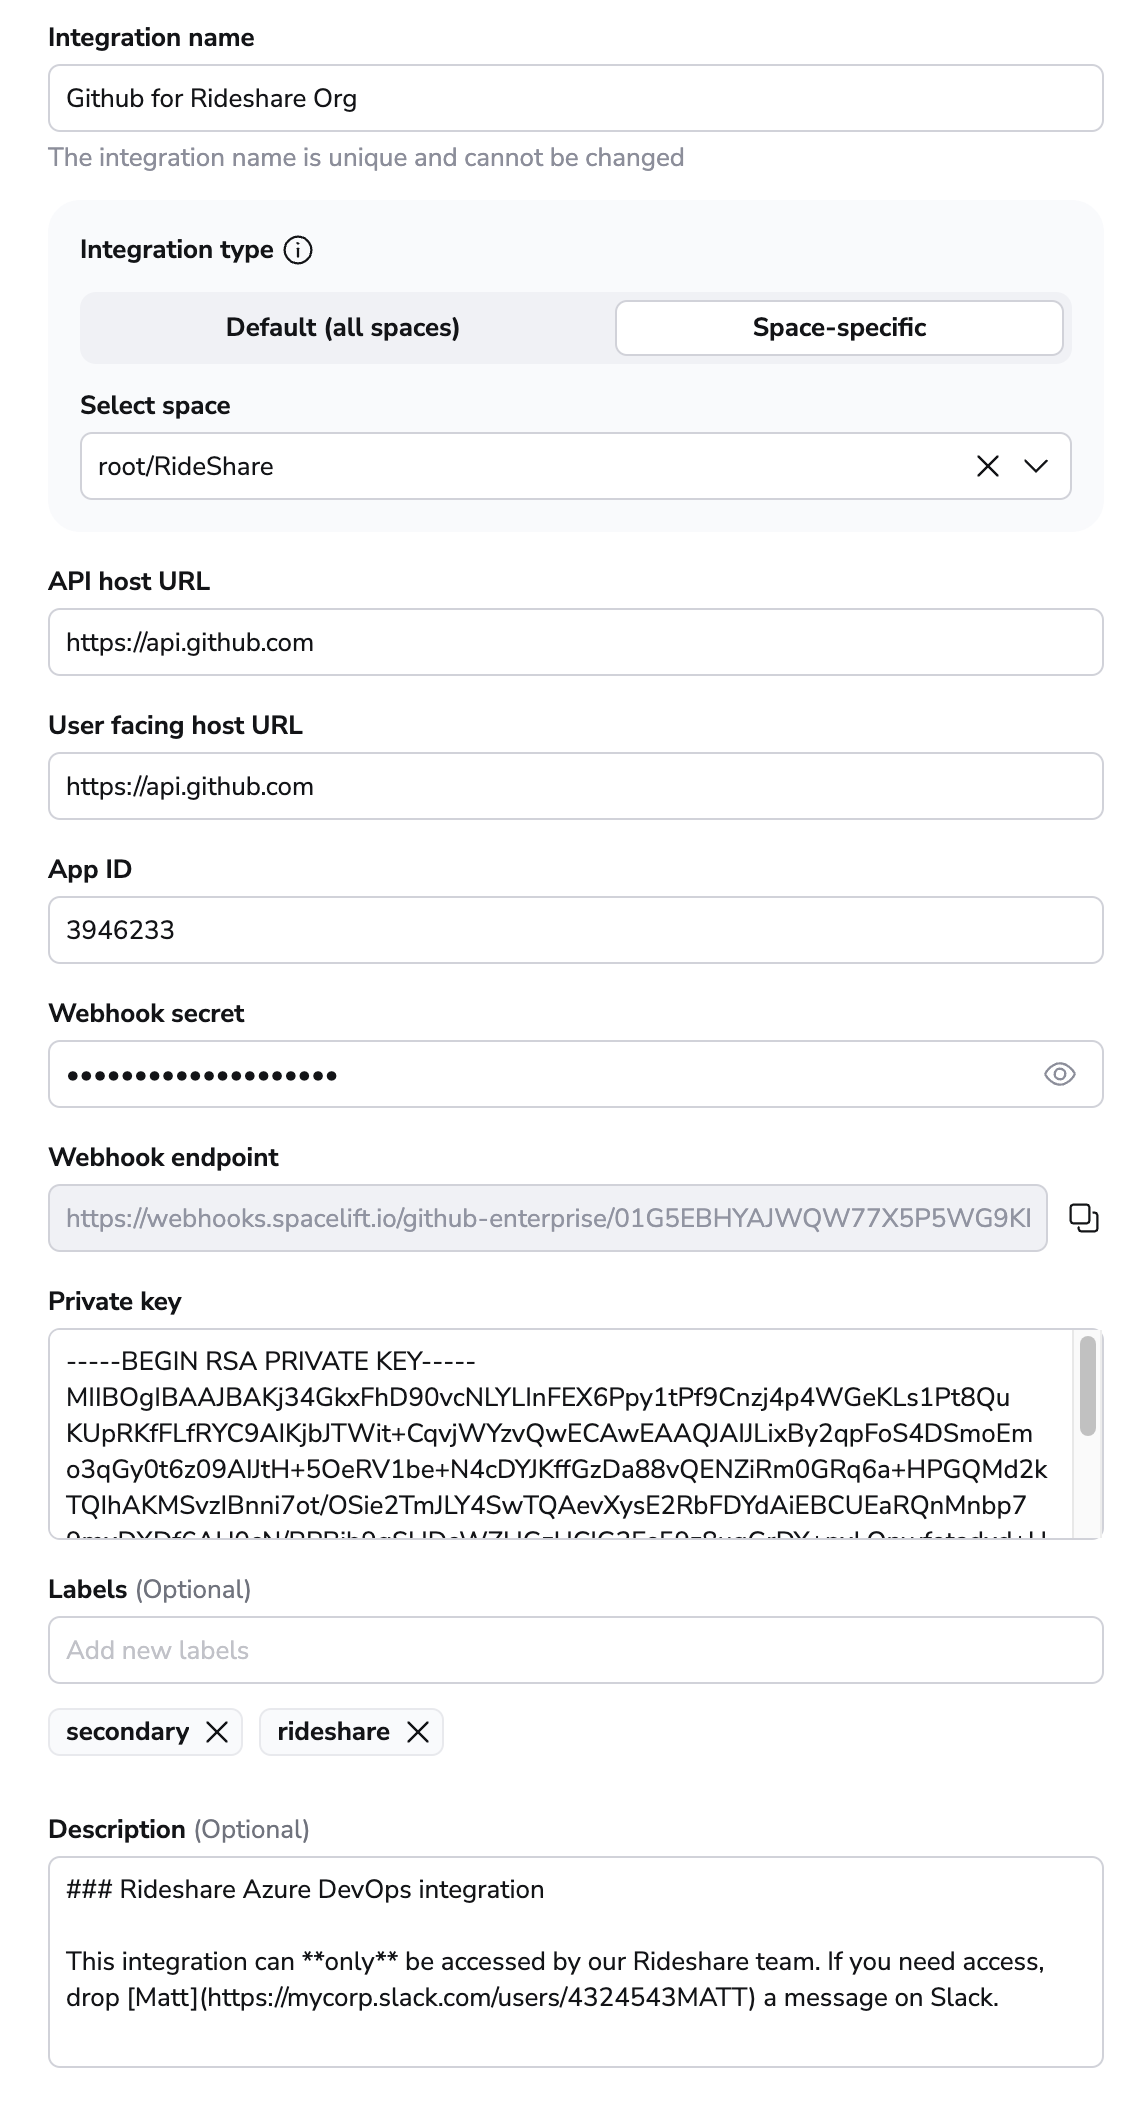 Integration name
Github for Rideshare Org
The integration name is unique and cannot be changed
Integration type
Default (all spaces) Space-specific
Select space
root/RideShare
API host URL
https://api.github.com
User facing host URL
https://api.github.com
App ID
3946233
Webhook secret
••••••••••••••••••••
Webhook endpoint
https://webhooks.spacelift.io/github-enterprise/01G5EBHYAJWQW77X5P5WG9KI
Private key
-----BEGIN RSA PRIVATE KEY-----
MIIBOgIBAAJBAKj34GkxFhD90vcNLYLInFEX6Ppy1tPf9Cnzj4p4WGeKLs1Pt8Qu
KUpRKfFLfRYC9AIKjbJTWit+CqvjWYzvQwECAwEAAQJAIJLixBy2qpFoS4DSmoEm
o3qGy0t6z09AIJtH+5OeRV1be+N4cDYJKffGzDa88vQENZiRm0GRq6a+HPGQMd2k
TQIhAKMSvzIBnni7ot/OSie2TmJLY4SwTQAevXysE2RbFDYdAiEBCUEaRQnMnbp7
Labels (Optional)
Add new labels
secondary rideshare
Description (Optional)
### Rideshare Azure DevOps integration
This integration can **only** be accessed by our Rideshare team. If you need access,
drop [Matt](https://mycorp.slack.com/users/4324543MATT) a message on Slack.